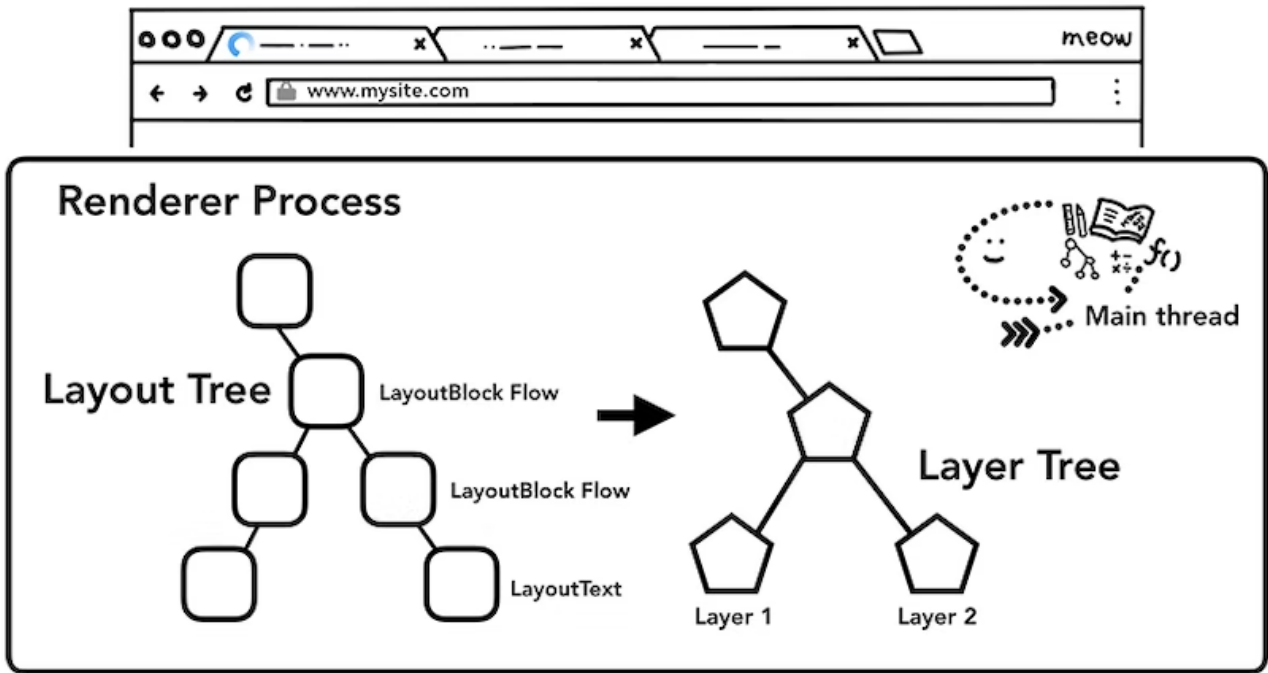 meow
www.mysite.com
Renderer Process
Main thread
f()
Layout Tree
LayoutBlock Flow
LayoutBlock Flow
LayoutText
Layer Tree
Layer 1
Layer 2